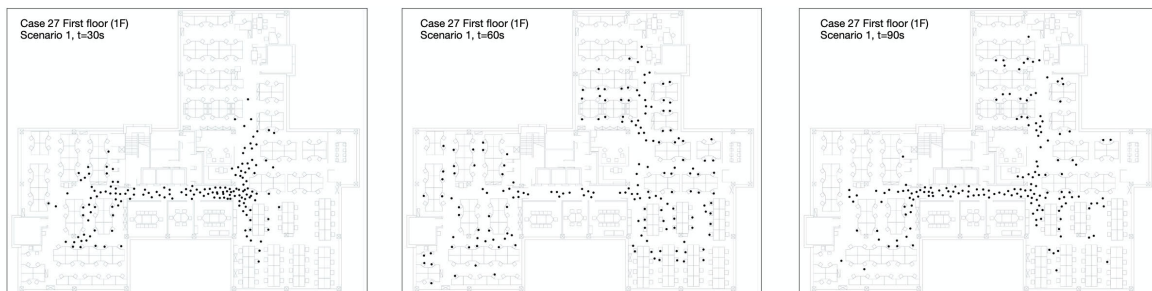 Case 27 First floor (1F)
Scenario 1, t=30s
Case 27 First floor (1F)
Scenario 1, t=60s
Case 27 First floor (1F)
Scenario 1, t=90s